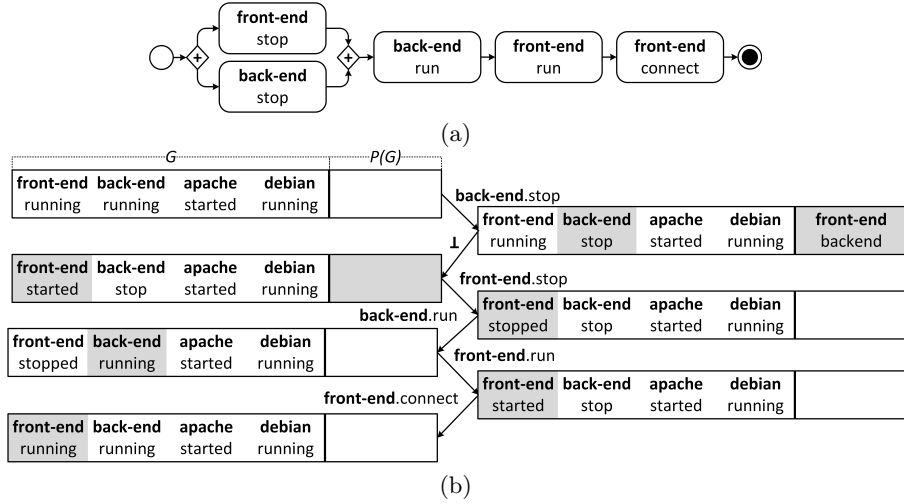 front-end
stop
+
+
back-end
stop
back-end
run
front-end
run
front-end
connect
(a)
G P(G)
front-end back-end apache debian
running running started running
back-end.stop
front-end back-end apache debian front-end
running stop started running backend
⊥
front-end back-end apache debian
started stop started running
front-end.stop
front-end back-end apache debian
stopped stop started running
back-end.run
front-end back-end apache debian
stopped running started running
front-end.run
front-end back-end apache debian
started stop started running
front-end.connect
front-end back-end apache debian
running running started running
(b)